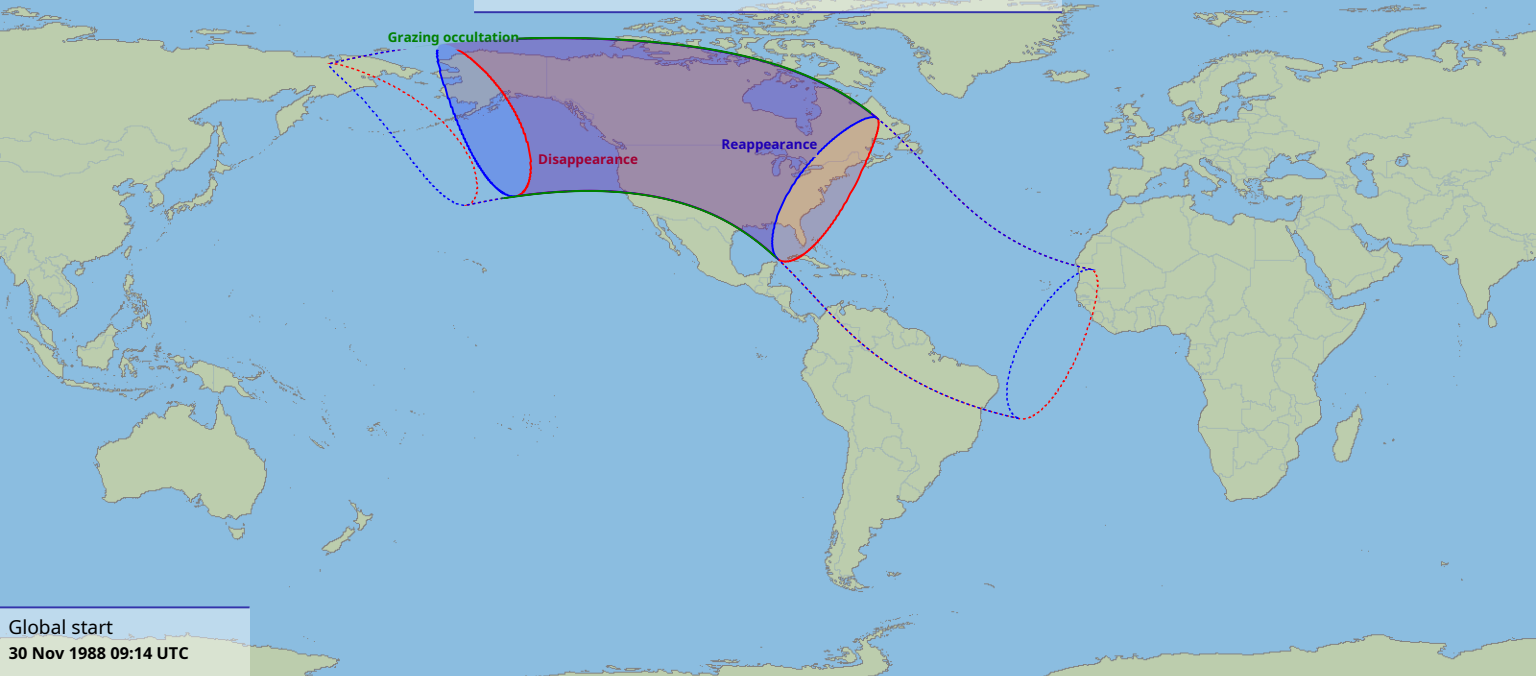 Grazing occultation
Reappearance
Disappearance
Global start
30 Nov 1988 09:14 UTC